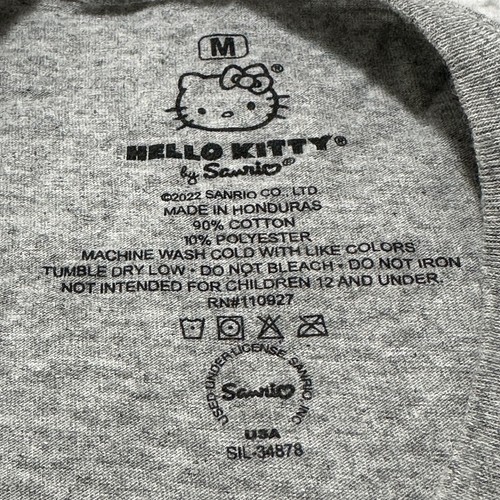 M
HELLO KITTY®
by Sanrio®
©2022 SANRIO CO., LTD.
MADE IN HONDURAS
90% COTTON
10% POLYESTER
MACHINE WASH COLD WITH LIKE COLORS
TUMBLE DRY LOW • DO NOT BLEACH • DO NOT IRON
NOT INTENDED FOR CHILDREN 12 AND UNDER.
RN#110927
USED UNDER LICENSE, SANRIO, INC.
Sanrio
USA
SIL-34878